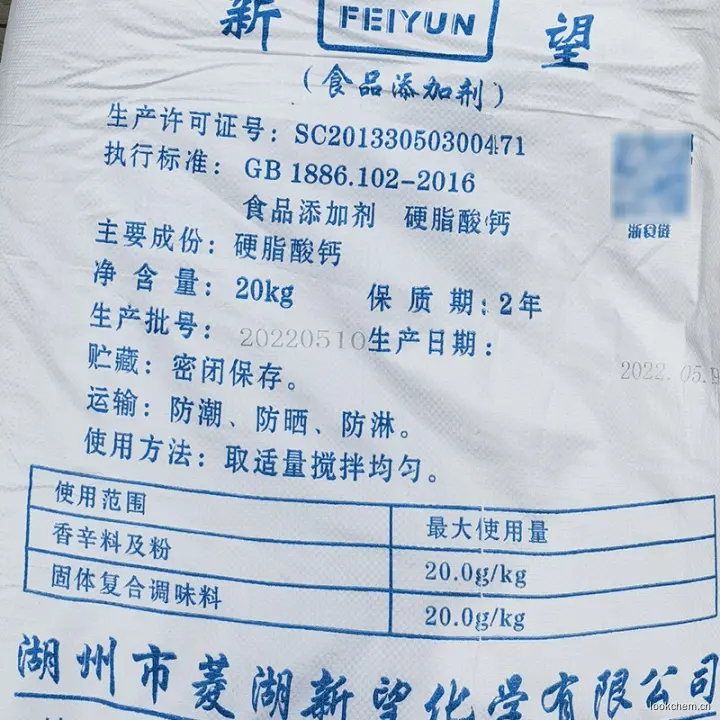 新 FEIYUN 望
(食品添加剂)
生产许可证号: SC20133050300471
执行标准: GB 1886.102-2016
食品添加剂 硬脂酸钙
浙食链
主要成份: 硬脂酸钙
净含量: 20kg 保质期: 2年
生产批号: 20220510 生产日期:
2022.05.
贮藏: 密闭保存。
运输: 防潮、防晒、防淋。
使用方法: 取适量搅拌均匀。
使用范围 最大使用量
香辛料及粉 20.0g/kg
固体复合调味料 20.0g/kg
湖州市菱湖新望化学有限公司
lookchem.cn